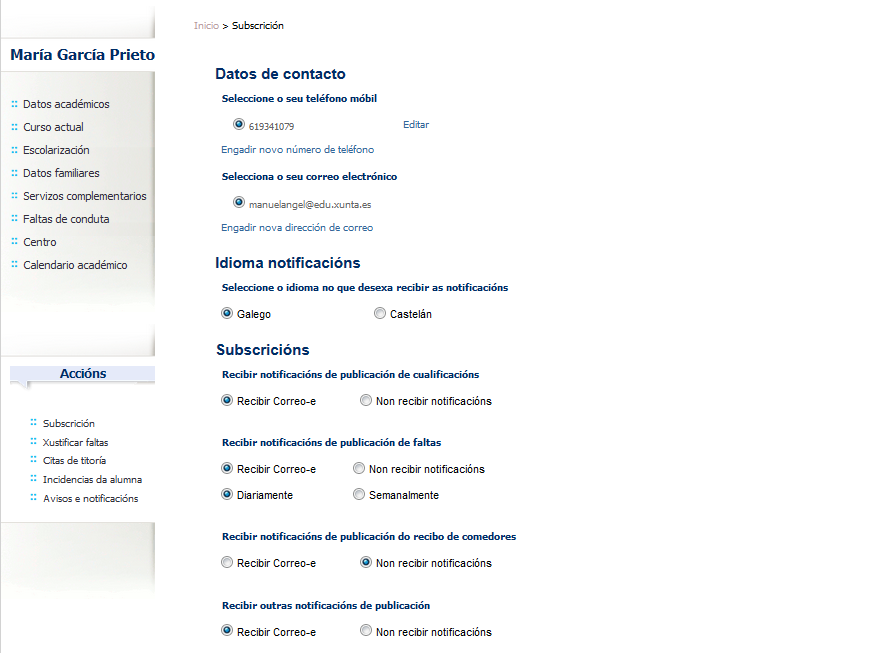 Inicio > Subscrición
María García Prieto
Datos académicos
Curso actual
Escolarización
Datos familiares
Servizos complementarios
Faltas de conduta
Centro
Calendario académico
Accións
Subscrición
Xustificar faltas
Citas de titoría
Incidencias da alumna
Avisos e notificacións
Datos de contacto
Seleccione o seu teléfono móbil
619341079 Editar
Engadir novo número de teléfono
Selecciona o seu correo electrónico
manuelangel@edu.xunta.es
Engadir nova dirección de correo
Idioma notificacións
Seleccione o idioma no que desexa recibir as notificacións
Galego Castelán
Subscricións
Recibir notificacións de publicación de cualificacións
Recibir Correo-e Non recibir notificacións
Recibir notificacións de publicación de faltas
Recibir Correo-e Non recibir notificacións
Diariamente Semanalmente
Recibir notificacións de publicación do recibo de comedores
Recibir Correo-e Non recibir notificacións
Recibir outras notificacións de publicación
Recibir Correo-e Non recibir notificacións